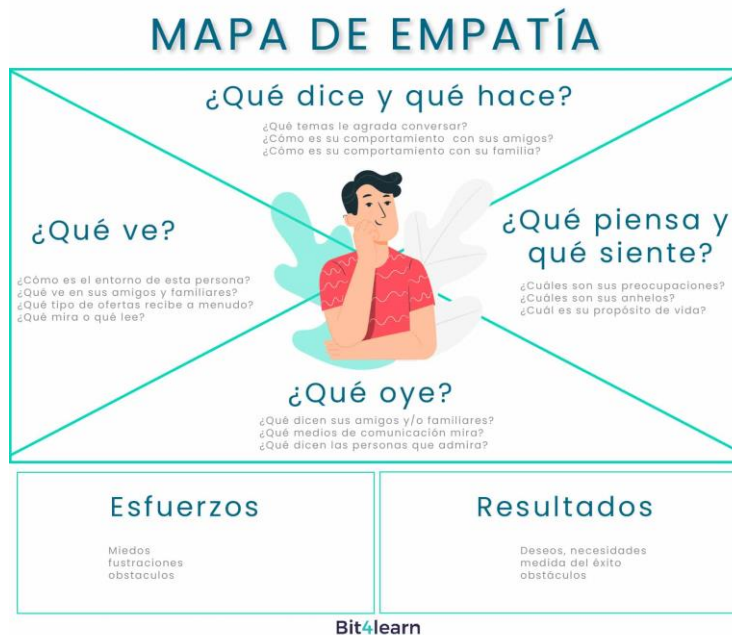 MAPA DE EMPATÍA
¿Qué dice y qué hace?
¿Qué temas le agrada conversar?
¿Cómo es su comportamiento con sus amigos?
¿Cómo es su comportamiento con su familia?
¿Qué ve?
¿Cómo es el entorno de esta persona?
¿Qué ve en sus amigos y familiares?
¿Qué tipo de ofertas recibe a menudo?
¿Qué mira o qué lee?
¿Qué piensa y
qué siente?
¿Cuáles son sus preocupaciones?
¿Cuáles son sus anhelos?
¿Cuál es su propósito de vida?
¿Qué oye?
¿Qué dicen sus amigos y/o familiares?
¿Qué medios de comunicación mira?
¿Qué dicen las personas que admira?
Esfuerzos
Miedos
fustraciones
obstaculos
Resultados
Deseos, necesidades
medida del éxito
obstáculos
Bit4learn